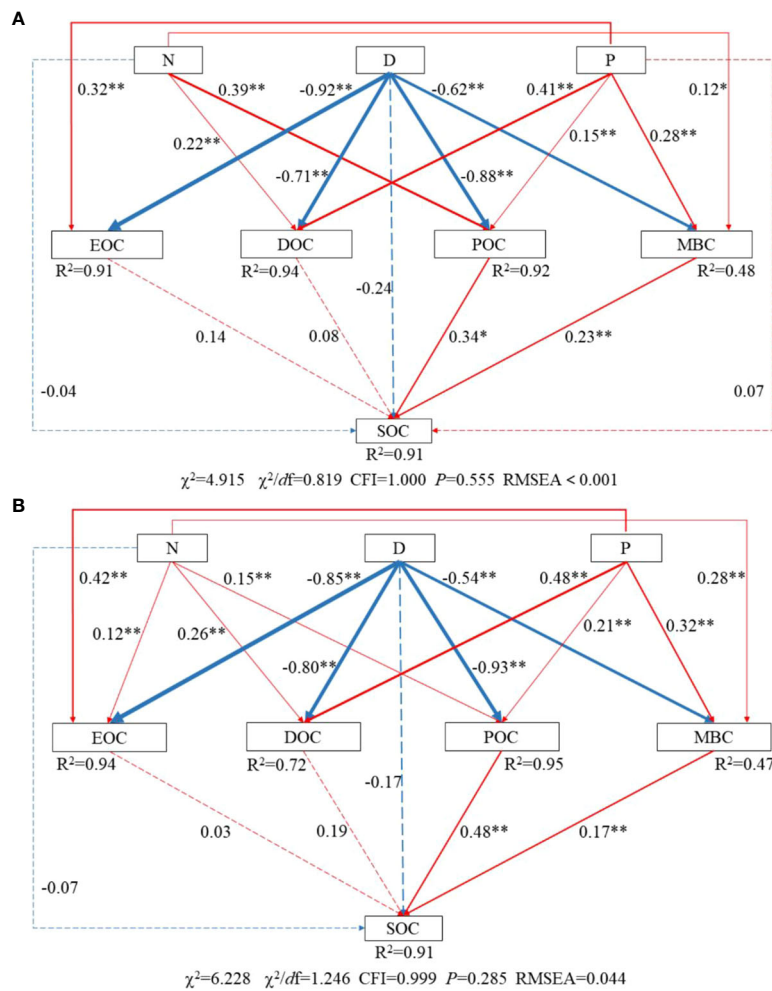 A
N D P
0.32** 0.39** -0.92** -0.62** 0.41** 0.12*
0.22** -0.71** -0.88** 0.15** 0.28**
EOC DOC POC MBC
R²=0.91 R²=0.94 R²=0.92 R²=0.48
-0.24
0.14 0.08 0.34* 0.23**
-0.04 0.07
SOC
R²=0.91
χ²=4.915 χ²/df=0.819 CFI=1.000 P=0.555 RMSEA < 0.001
B
N D P
0.42** 0.15** -0.85** -0.54** 0.48** 0.28**
0.12** 0.26** -0.80** -0.93** 0.21** 0.32**
EOC DOC POC MBC
R²=0.94 R²=0.72 R²=0.95 R²=0.47
-0.17
0.03 0.19 0.48** 0.17**
-0.07
SOC
R²=0.91
χ²=6.228 χ²/df=1.246 CFI=0.999 P=0.285 RMSEA=0.044